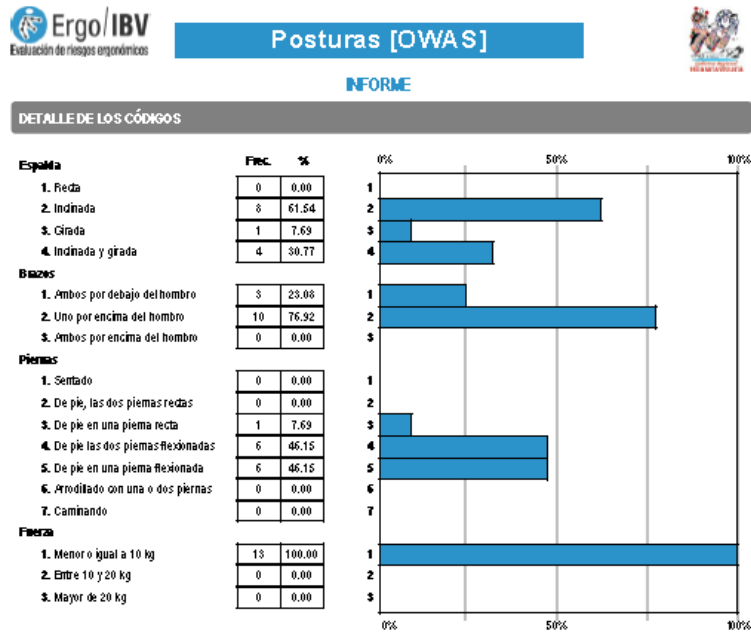 Ergo/IBV
Evaluación de riesgos ergonómicos
Posturas [OWAS]
INFORME
DETALLE DE LOS CÓDIGOS
Espalda Frec. % 0% 50% 100%
1. Recta 0 0.00 1
2. Inclinada 8 61.54 2
3. Girada 1 7.69 3
4. Inclinada y girada 4 30.77 4
Brazos
1. Ambos por debajo del hombro 3 23.08 1
2. Uno por encima del hombro 10 76.92 2
3. Ambos por encima del hombro 0 0.00 3
Piernas
1. Sentado 0 0.00 1
2. De pie, las dos piernas rectas 0 0.00 2
3. De pie en una pierna recta 1 7.69 3
4. De pie las dos piernas flexionadas 6 46.15 4
5. De pie en una pierna flexionada 6 46.15 5
6. Arrodillado con una o dos piernas 0 0.00 6
7. Caminando 0 0.00 7
Fuerza
1. Menor o igual a 10 kg 13 100.00 1
2. Entre 10 y 20 kg 0 0.00 2
3. Mayor de 20 kg 0 0.00 3
0% 50% 100%